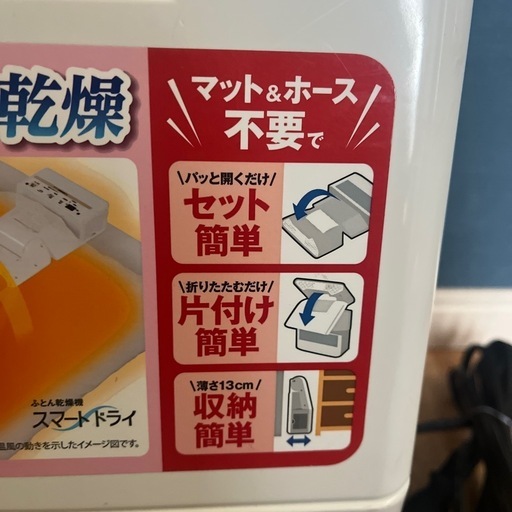 乾燥
マット&ホース
不要で
パッと開くだけ
セット
簡単
折りたたむだけ
片付け
簡単
薄さ13cm
収納
簡単
ふとん乾燥機
スマートドライ
温風の動きを示したイメージ図です。